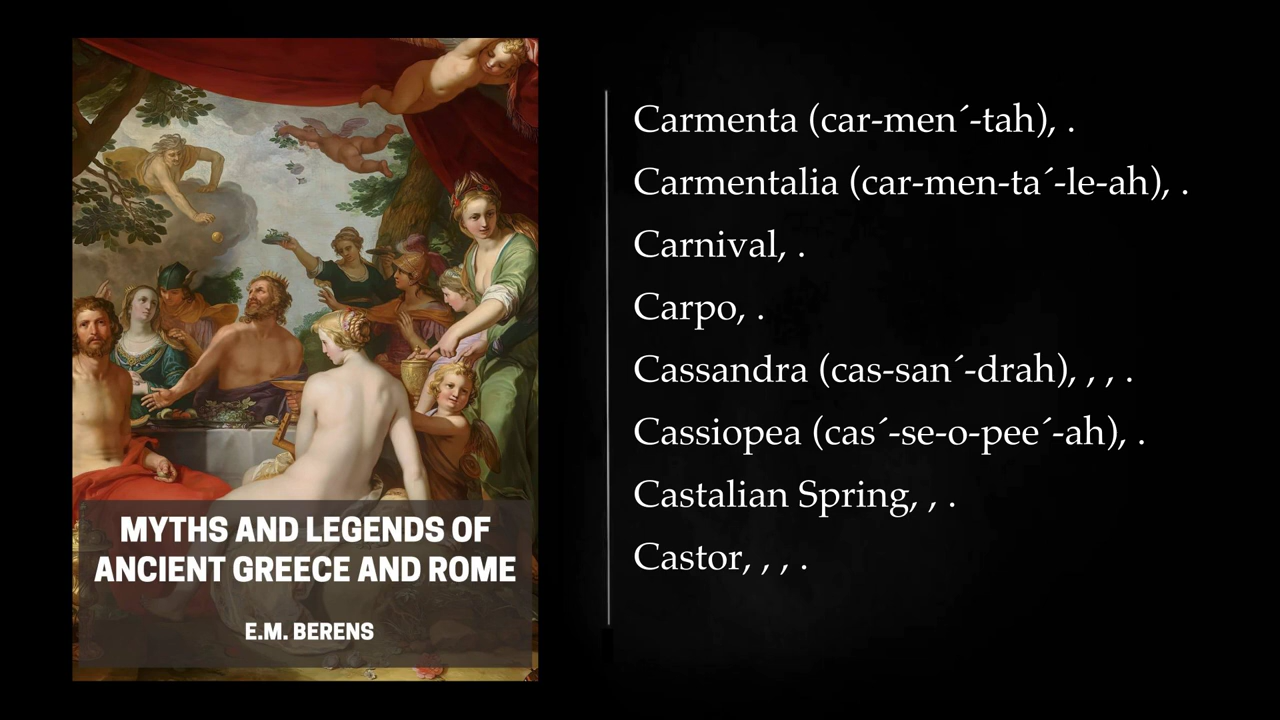 MYTHS AND LEGENDS OF
ANCIENT GREECE AND ROME
E.M. BERENS
Carmenta (car-men´-tah), .
Carmentalia (car-men-ta´-le-ah), .
Carnival, .
Carpo, .
Cassandra (cas-san´-drah), , , .
Cassiopea (cas´-se-o-pee´-ah), .
Castalian Spring, , .
Castor, , , .